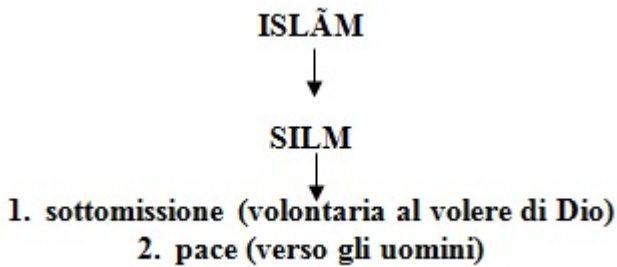 ISLÃM
SILM
1. sottomissione (volontaria al volere di Dio)
2. pace (verso gli uomini)